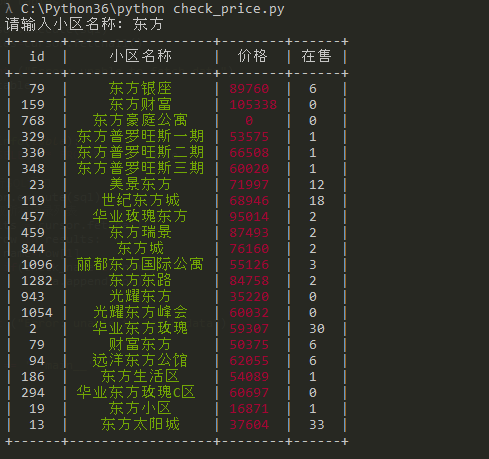 λ C:\Python36\python check_price.py
请输入小区名称: 东方
+------+-----------------+--------+------+
| id | 小区名称 | 价格 | 在售 |
+------+-----------------+--------+------+
| 79 | 东方银座 | 89760 | 6 |
| 159 | 东方财富 | 105338 | 0 |
| 768 | 东方豪庭公寓 | 0 | 0 |
| 329 | 东方普罗旺斯一期 | 53575 | 1 |
| 330 | 东方普罗旺斯二期 | 66508 | 1 |
| 348 | 东方普罗旺斯三期 | 60020 | 1 |
| 23 | 美景东方 | 71997 | 12 |
| 119 | 世纪东方城 | 68946 | 18 |
| 457 | 华业玫瑰东方 | 95014 | 2 |
| 459 | 东方瑞景 | 87493 | 2 |
| 844 | 东方城 | 76160 | 2 |
| 1096 | 丽都东方国际公寓 | 55126 | 3 |
| 1282 | 东方东路 | 84758 | 2 |
| 943 | 光耀东方 | 35220 | 0 |
| 1054 | 光耀东方峰会 | 60032 | 0 |
| 2 | 华业东方玫瑰 | 59307 | 30 |
| 79 | 财富东方 | 50375 | 6 |
| 94 | 远洋东方公馆 | 62055 | 6 |
| 186 | 东方生活区 | 54089 | 1 |
| 294 | 华业东方玫瑰C区 | 60697 | 0 |
| 19 | 东方小区 | 16871 | 1 |
| 13 | 东方太阳城 | 37604 | 33 |
+------+-----------------+--------+------+